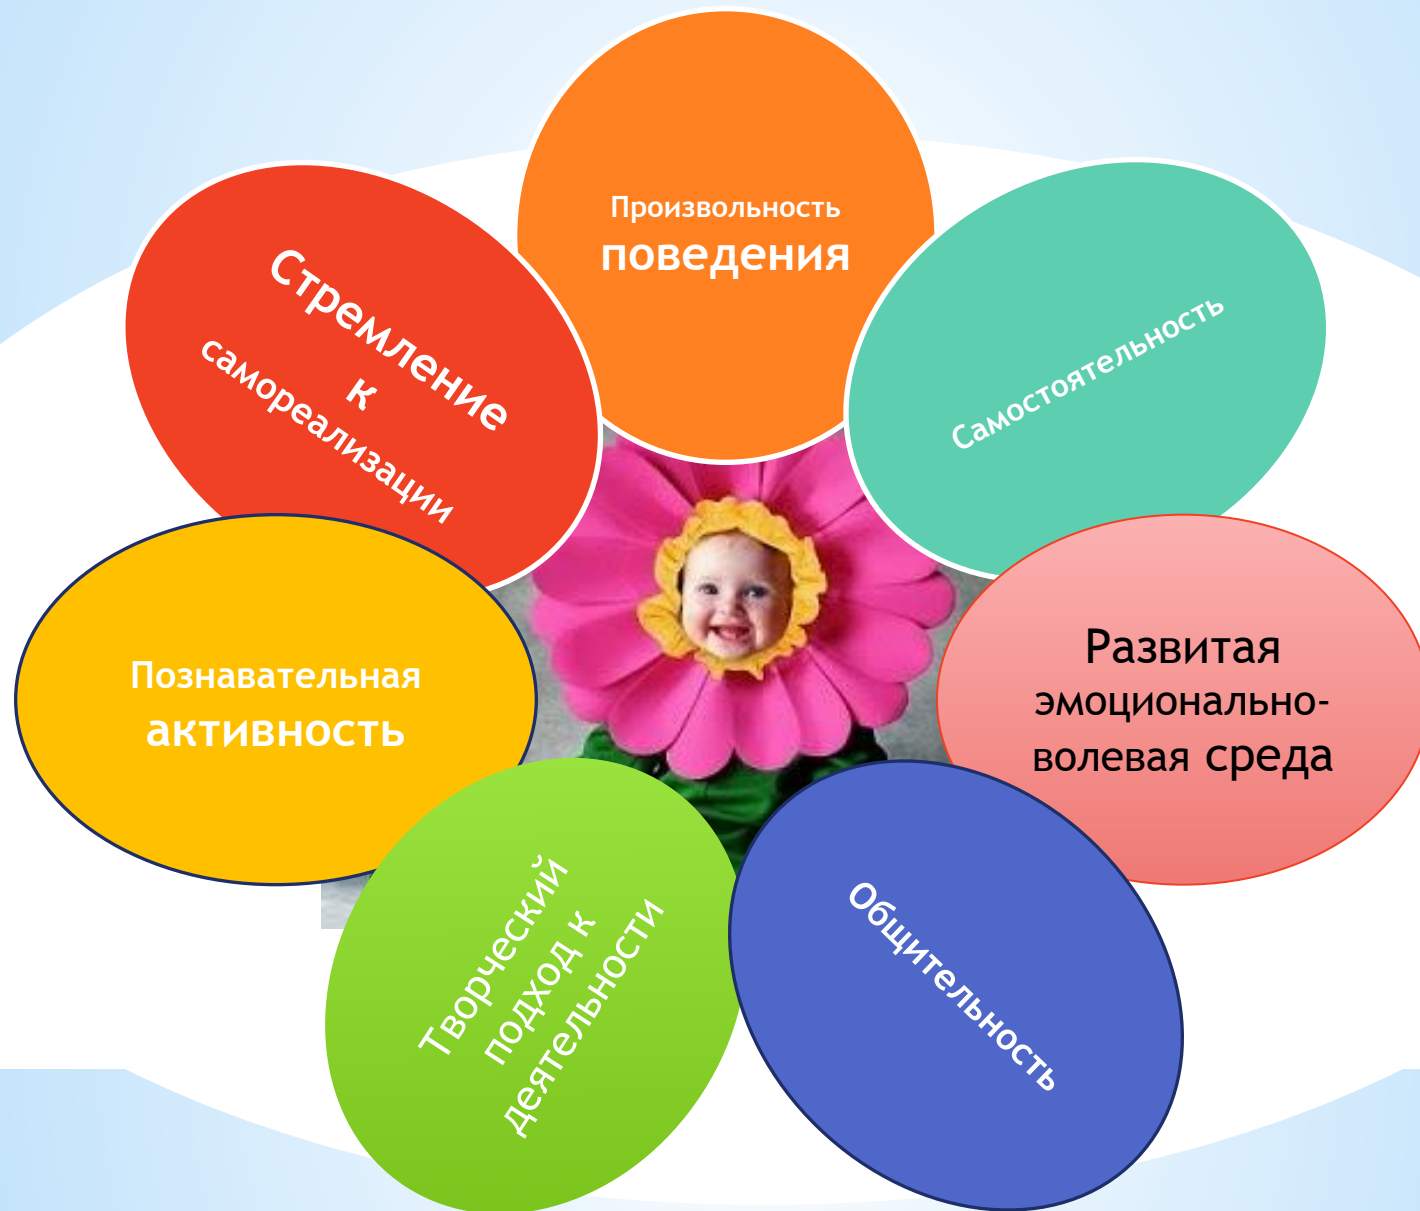 Произвольность
поведения
Самостоятельность
Развитая
эмоционально-
волевая среда
Общительность
Творческий
подход к
деятельности
Познавательная
активность
Стремление
к
самореализации